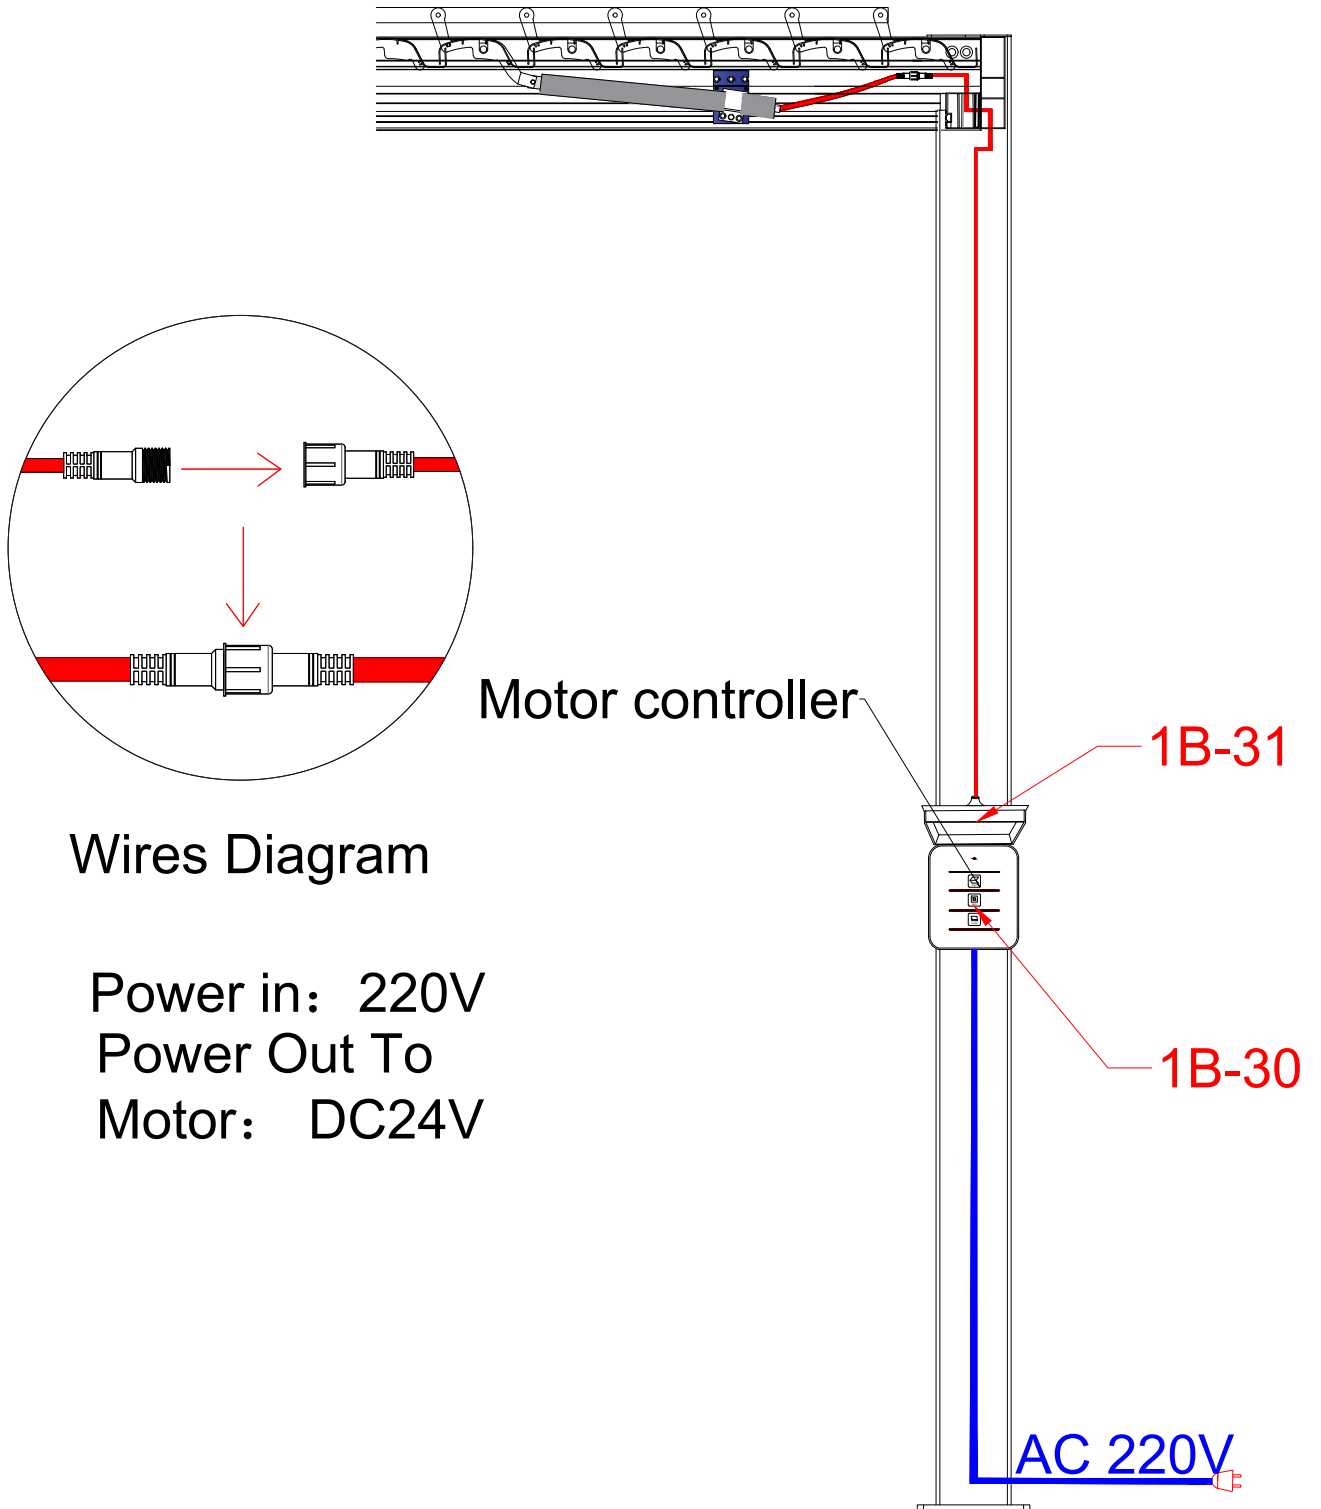 Motor controller
1B-31
Wires Diagram
Power in： 220V
Power Out To
Motor： DC24V
1B-30
AC 220V